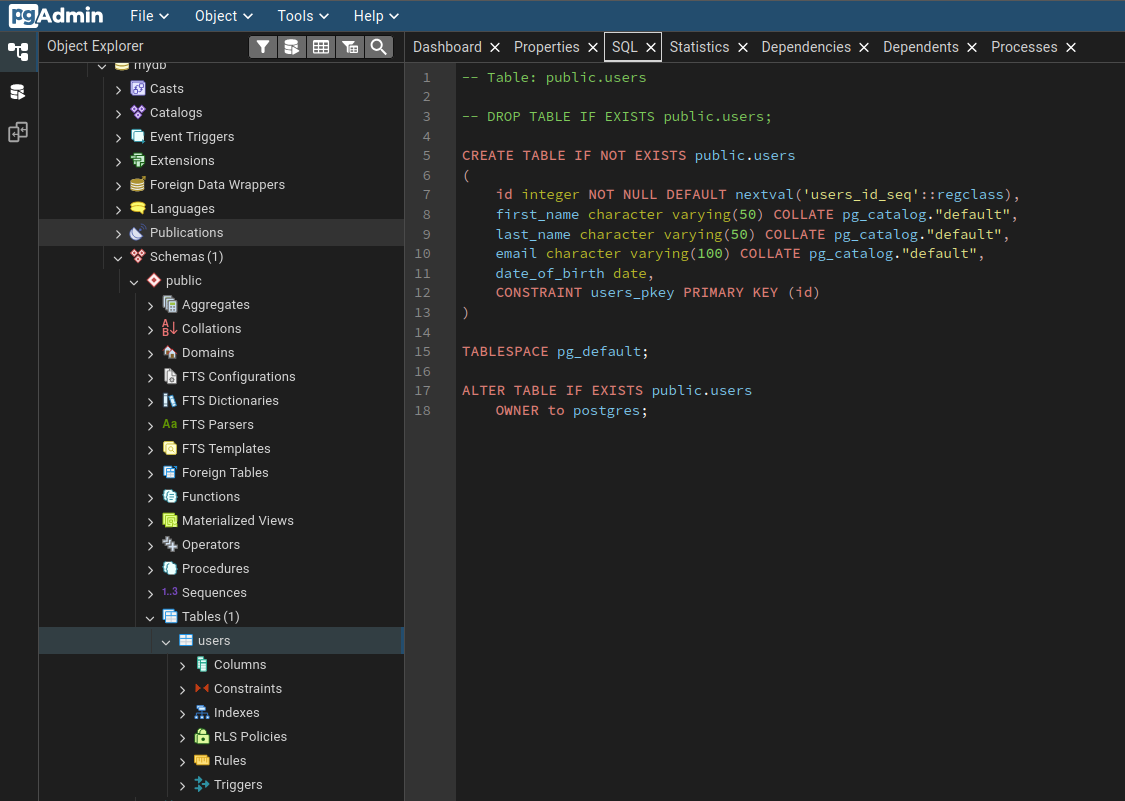 pgAdmin File Object Tools Help
Object Explorer
mydb
Casts
Catalogs
Event Triggers
Extensions
Foreign Data Wrappers
Languages
Publications
Schemas (1)
public
Aggregates
Collations
Domains
FTS Configurations
FTS Dictionaries
Aa FTS Parsers
FTS Templates
Foreign Tables
Functions
Materialized Views
Operators
Procedures
1..3 Sequences
Tables (1)
users
Columns
Constraints
Indexes
RLS Policies
Rules
Triggers
Dashboard Properties SQL Statistics Dependencies Dependents Processes
1 -- Table: public.users
2
3 -- DROP TABLE IF EXISTS public.users;
4
5 CREATE TABLE IF NOT EXISTS public.users
6 (
7     id integer NOT NULL DEFAULT nextval('users_id_seq'::regclass),
8     first_name character varying(50) COLLATE pg_catalog."default",
9     last_name character varying(50) COLLATE pg_catalog."default",
10     email character varying(100) COLLATE pg_catalog."default",
11     date_of_birth date,
12     CONSTRAINT users_pkey PRIMARY KEY (id)
13 )
14
15 TABLESPACE pg_default;
16
17 ALTER TABLE IF EXISTS public.users
18     OWNER to postgres;